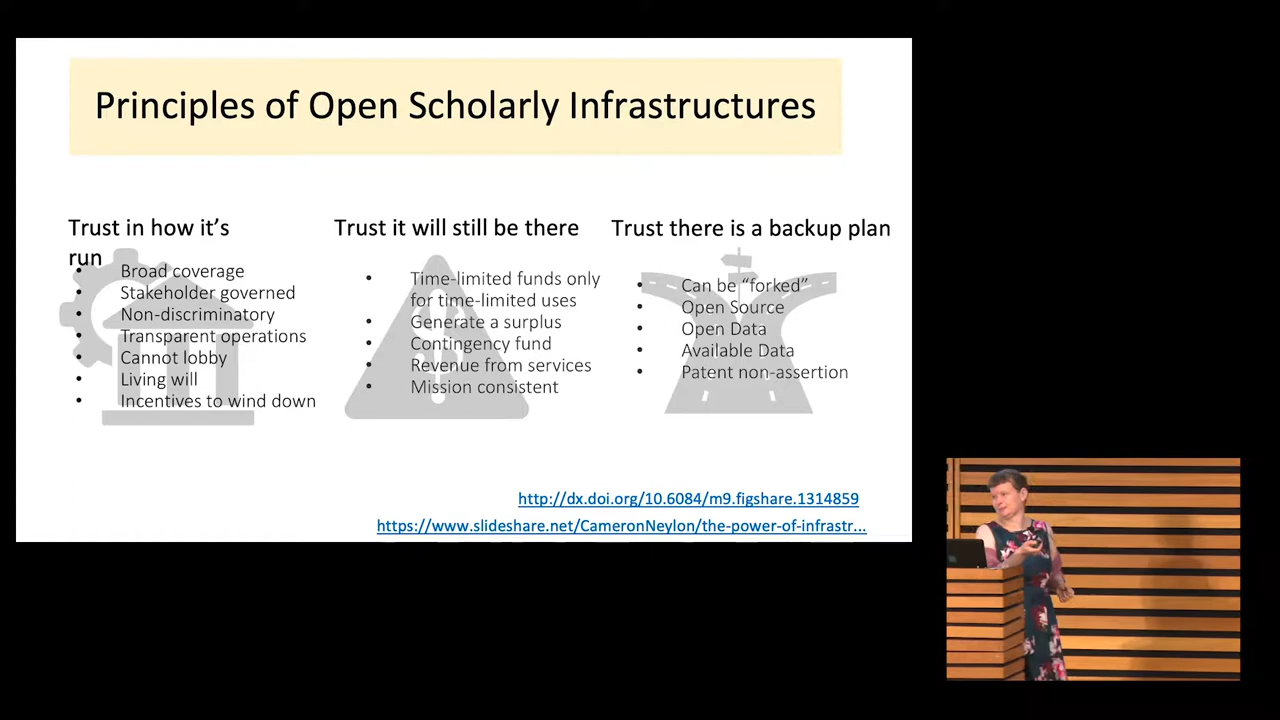 Principles of Open Scholarly Infrastructures
Trust in how it’s
run
Broad coverage
Stakeholder governed
Non-discriminatory
Transparent operations
Cannot lobby
Living will
Incentives to wind down
Trust it will still be there
Time-limited funds only
for time-limited uses
Generate a surplus
Contingency fund
Revenue from services
Mission consistent
Trust there is a backup plan
Can be “forked”
Open Source
Open Data
Available Data
Patent non-assertion
http://dx.doi.org/10.6084/m9.figshare.1314859
https://www.slideshare.net/CameronNeylon/the-power-of-infrastr...